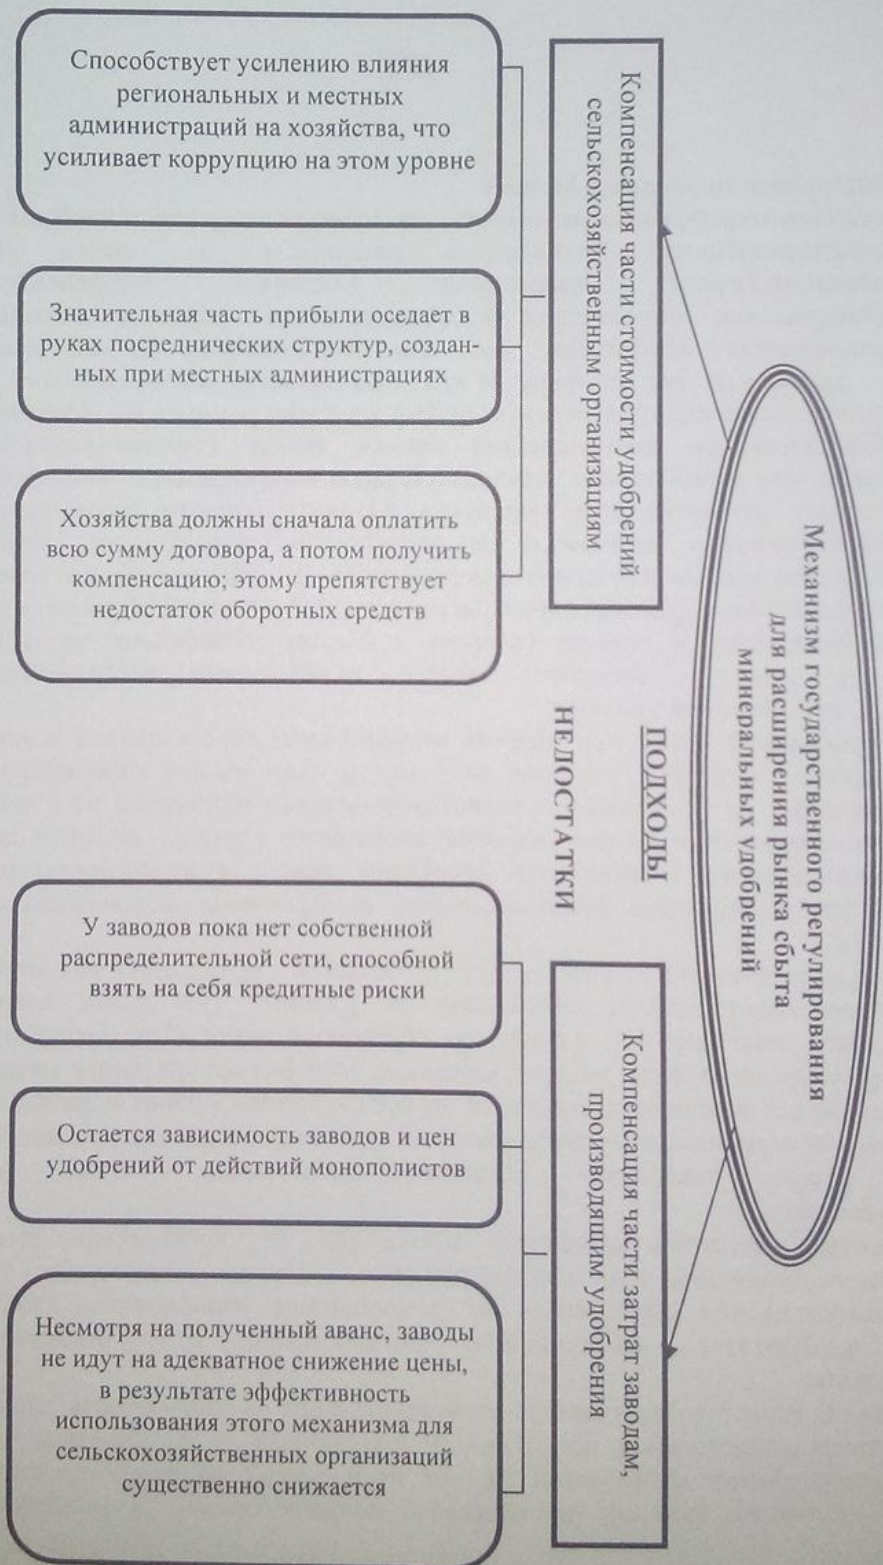 Механизм государственного регулирования
для расширения рынка сбыта
минеральных удобрений
ПОДХОДЫ
Компенсация части стоимости удобрений
сельскохозяйственным организациям
Компенсация части затрат заводам,
производящим удобрения
НЕДОСТАТКИ
Способствует усилению влияния
региональных и местных
администраций на хозяйства, что
усиливает коррупцию на этом уровне
Значительная часть прибыли оседает в
руках посреднических структур, создан-
ных при местных администрациях
Хозяйства должны сначала оплатить
всю сумму договора, а потом получить
компенсацию; этому препятствует
недостаток оборотных средств
У заводов пока нет собственной
распределительной сети, способной
взять на себя кредитные риски
Остается зависимость заводов и цен
удобрений от действий монополистов
Несмотря на полученный аванс, заводы
не идут на адекватное снижение цены,
в результате эффективность
использования этого механизма для
сельскохозяйственных организаций
существенно снижается